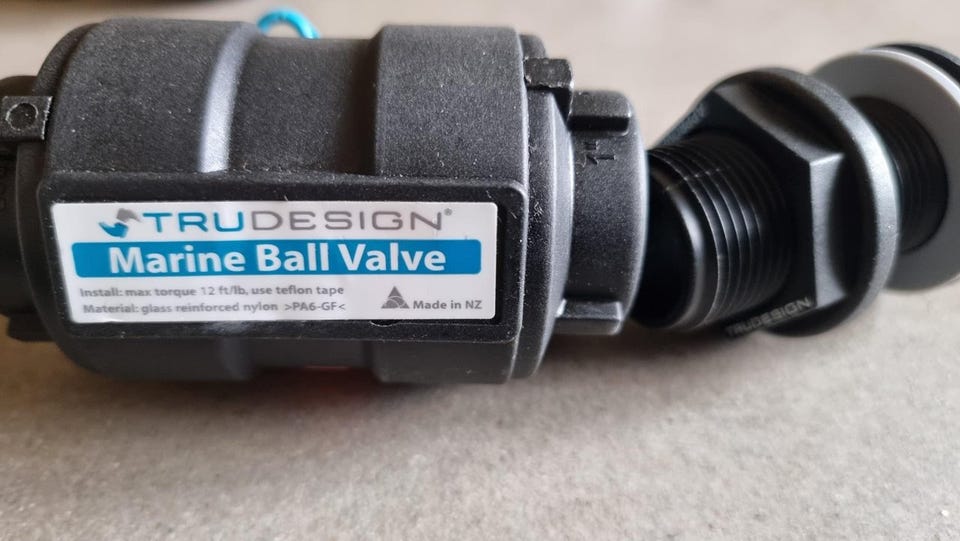 TRUDESIGN®
Marine Ball Valve
Install: max torque 12 ft/lb, use teflon tape
Material: glass reinforced nylon >PA6-GF<
Made in NZ
1"
TRUDESIGN